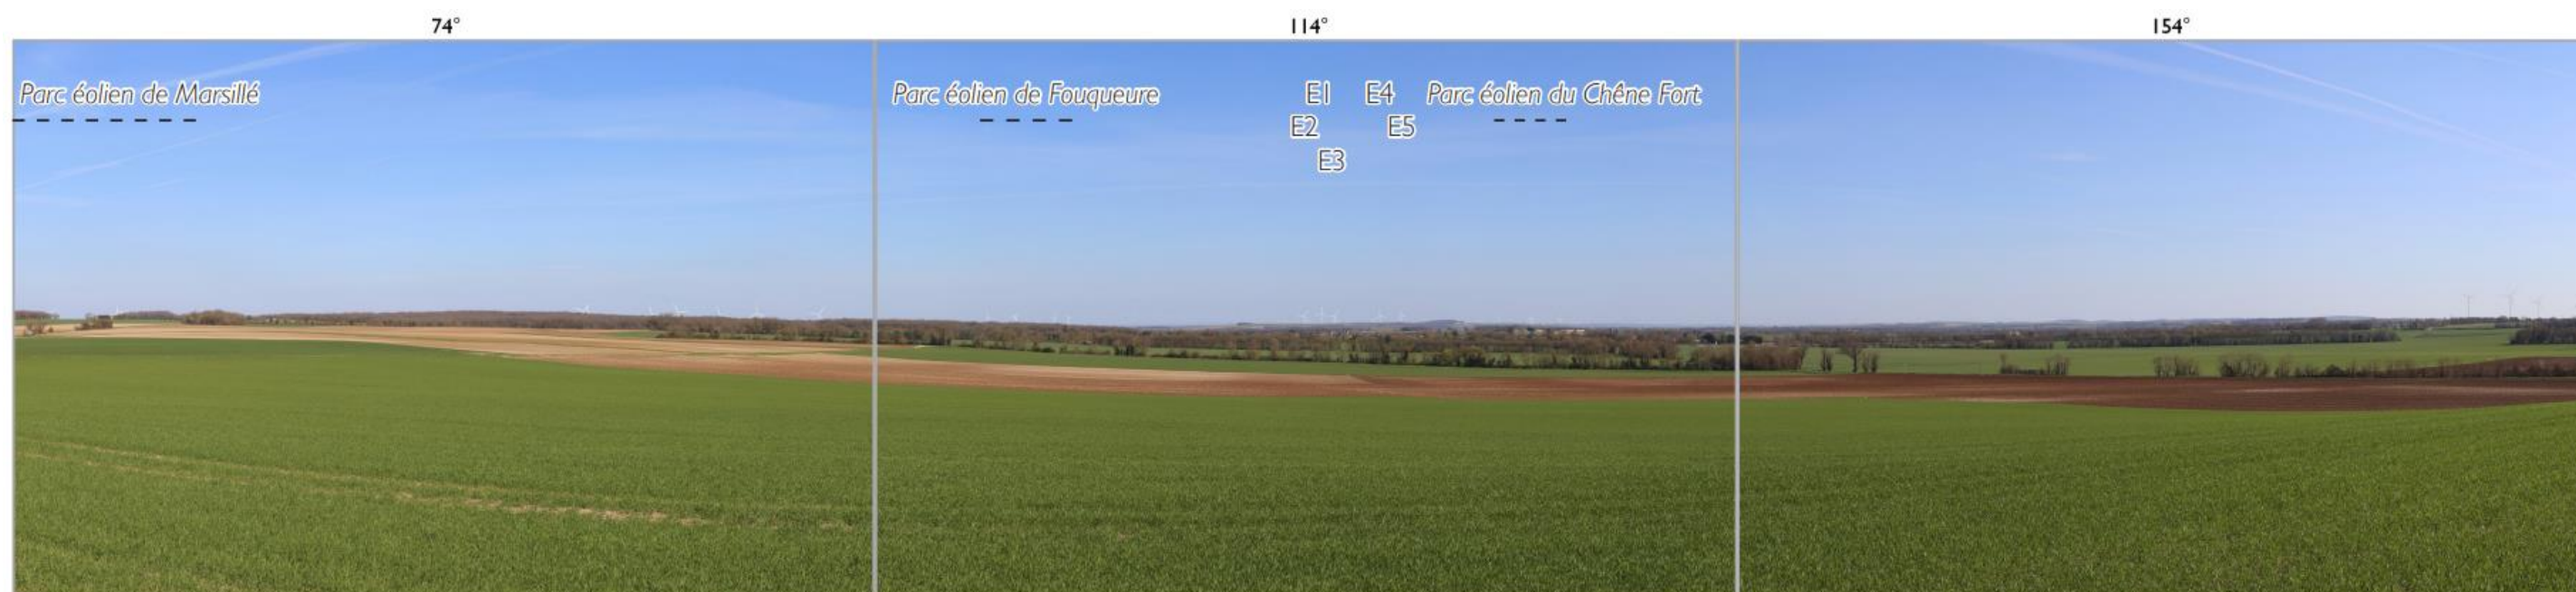 74°
114°
154°
Parc éolien de Marsillé
Parc éolien de Fouqueure
E1 E4
Parc éolien du Chêne Fort
E2 E5
E3